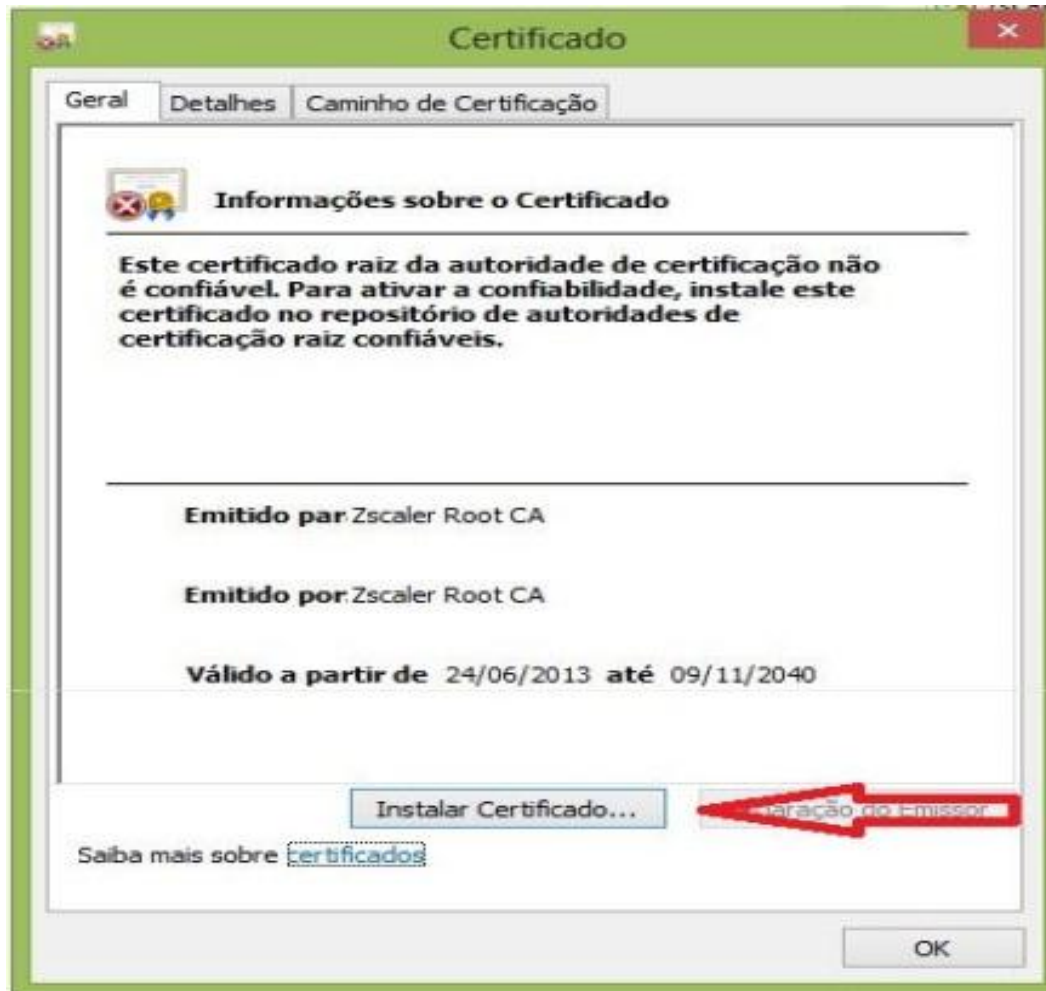 Certificado
Geral Detalhes Caminho de Certificação
Informações sobre o Certificado
Este certificado raiz da autoridade de certificação não
é confiável. Para ativar a confiabilidade, instale este
certificado no repositório de autoridades de
certificação raiz confiáveis.
Emitido par Zscaler Root CA
Emitido por: Zscaler Root CA
Válido a partir de 24/06/2013 até 09/11/2040
Instalar Certificado... do Emissor
Saiba mais sobre certificados
OK